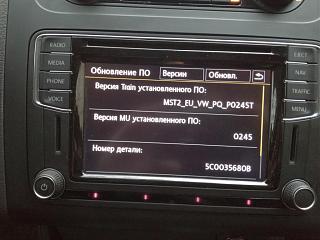 RADIO
MEDIA
PHONE
VOICE
EJECT
NAV
TRAFFIC
MENU
Обновление ПО
Версии
Обновл.
Версия Train установленного ПО:
MST2_EU_VW_PQ_P0245T
Версия MU установленного ПО:
0245
Номер детали:
5C0035680B